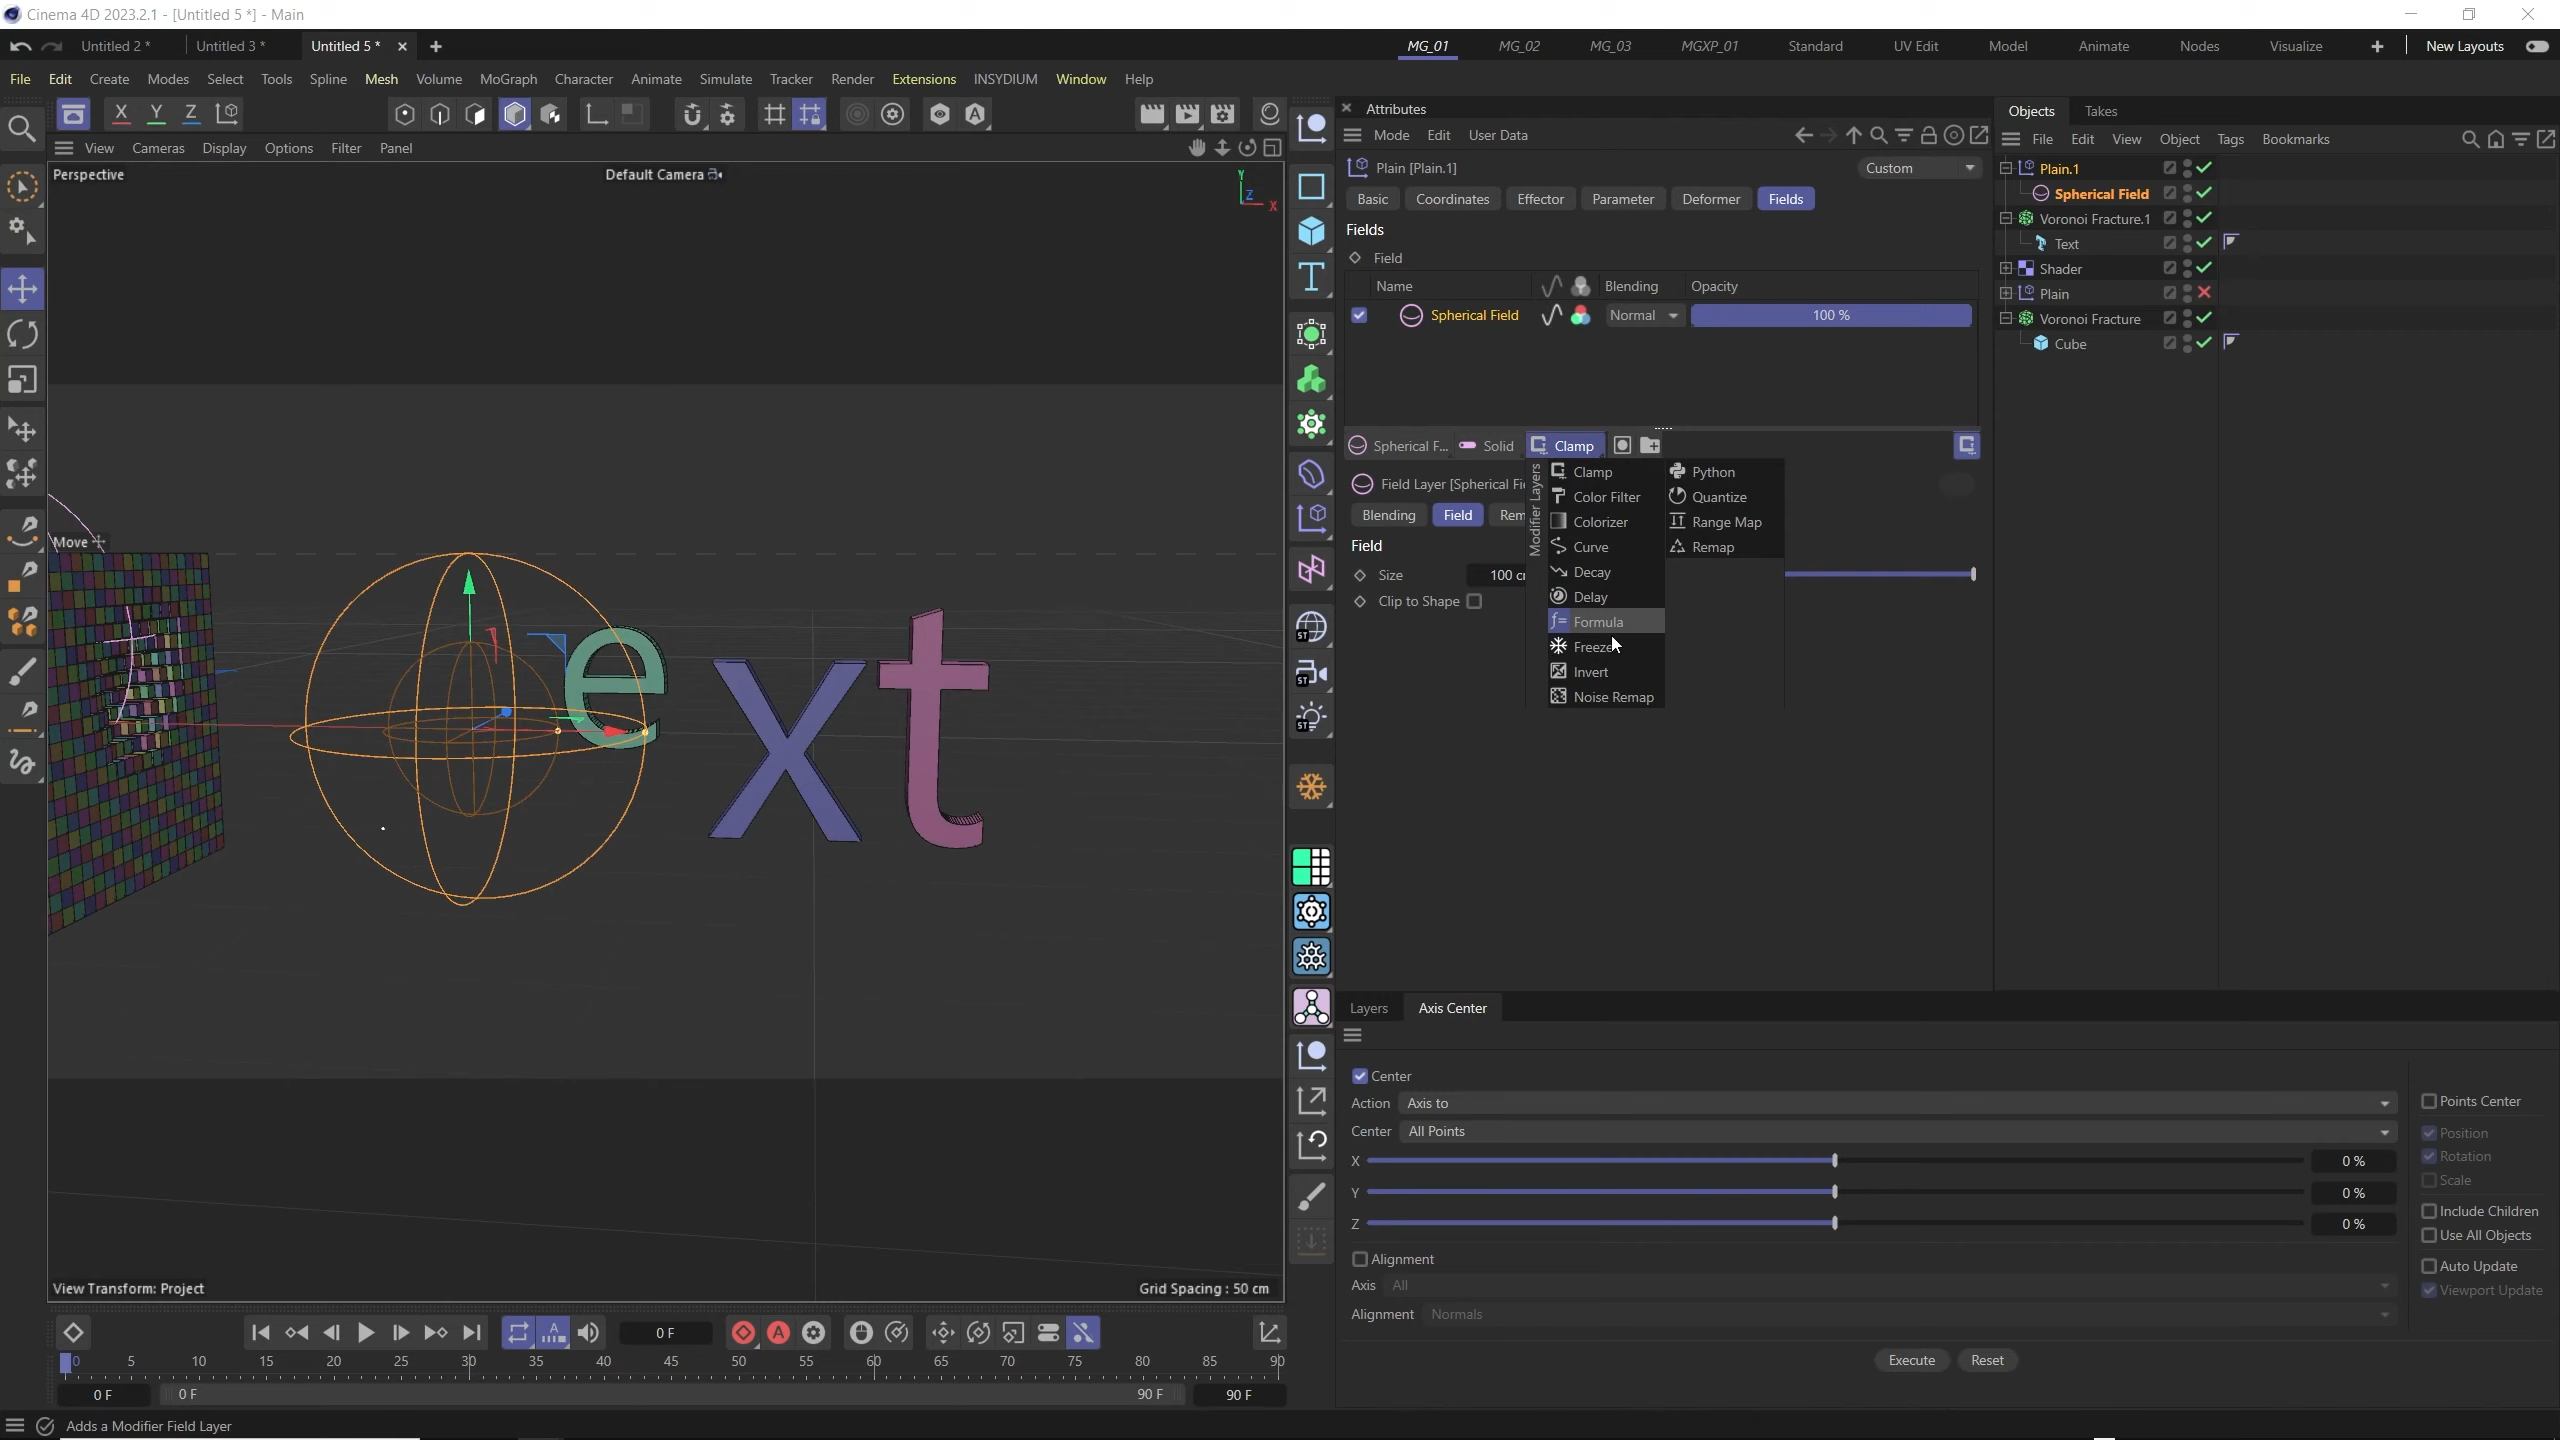 Cinema 4D 2023.2.1 - [Untitled 5 *] - Main
Untitled 2 * Untitled 3 * Untitled 5 * MG_01 MG_02 MG_03 MGXP_01 Standard UV Edit Model Animate Nodes Visualize New Layouts
File Edit Create Modes Select Tools Spline Mesh Volume MoGraph Character Animate Simulate Tracker Render Extensions INSYDIUM Window Help
X Y Z
View Cameras Display Options Filter Panel
Perspective Default Camera
Y
Z
X
Move
e x t
View Transform: Project Grid Spacing : 50 cm
Attributes
Mode Edit User Data
Plain [Plain.1] Custom
Basic Coordinates Effector Parameter Deformer Fields
Fields
Field
Name Blending Opacity
Spherical Field Normal 100 %
Spherical F... Solid Clamp
Field Layer [Spherical Fi
Blending Field Rem
Field
Size 100 c
Clip to Shape
Modifier Layers
Clamp Python
Color Filter Quantize
Colorizer Range Map
Curve Remap
Decay
Delay
Formula
Freeze
Invert
Noise Remap
Objects Takes
File Edit View Object Tags Bookmarks
Plain.1
Spherical Field
Voronoi Fracture.1
Text
Shader
Plain
Voronoi Fracture
Cube
ST
ST
ST
Layers Axis Center
Center
Action Axis to
Center All Points
X 0 %
Y 0 %
Z 0 %
Alignment
Axis All
Alignment Normals
Points Center
Position
Rotation
Scale
Include Children
Use All Objects
Auto Update
Viewport Update
Execute Reset
0 F
0 5 10 15 20 25 30 35 40 45 50 55 60 65 70 75 80 85 90
0 F 0 F 90 F 90 F
Adds a Modifier Field Layer